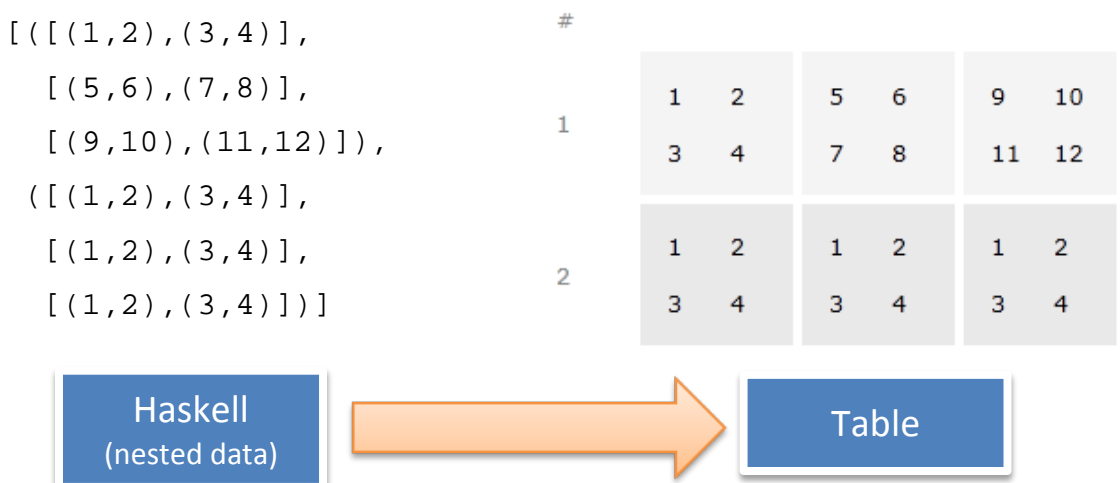 [([(1,2),(3,4)],
[(5,6),(7,8)],
[(9,10),(11,12)]),
([(1,2),(3,4)],
[(1,2),(3,4)],
[(1,2),(3,4)])]
#
1
1 2 5 6 9 10
3 4 7 8 11 12
2
1 2 1 2 1 2
3 4 3 4 3 4
Haskell
(nested data)
Table